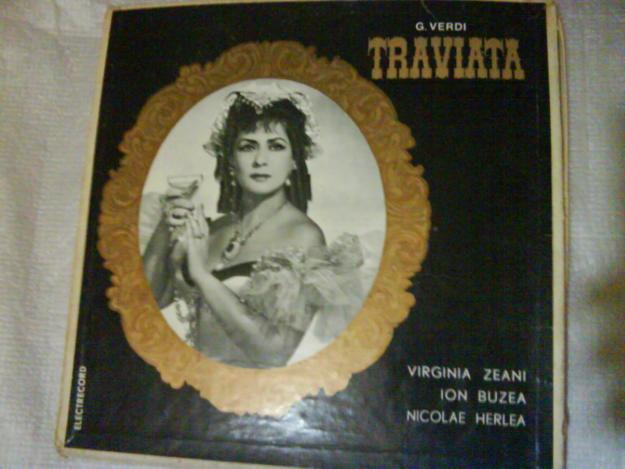 G. VERDI
TRAVIATA
VIRGINIA ZEANI
ION BUZEA
NICOLAE HERLEA
ELECTRECORD